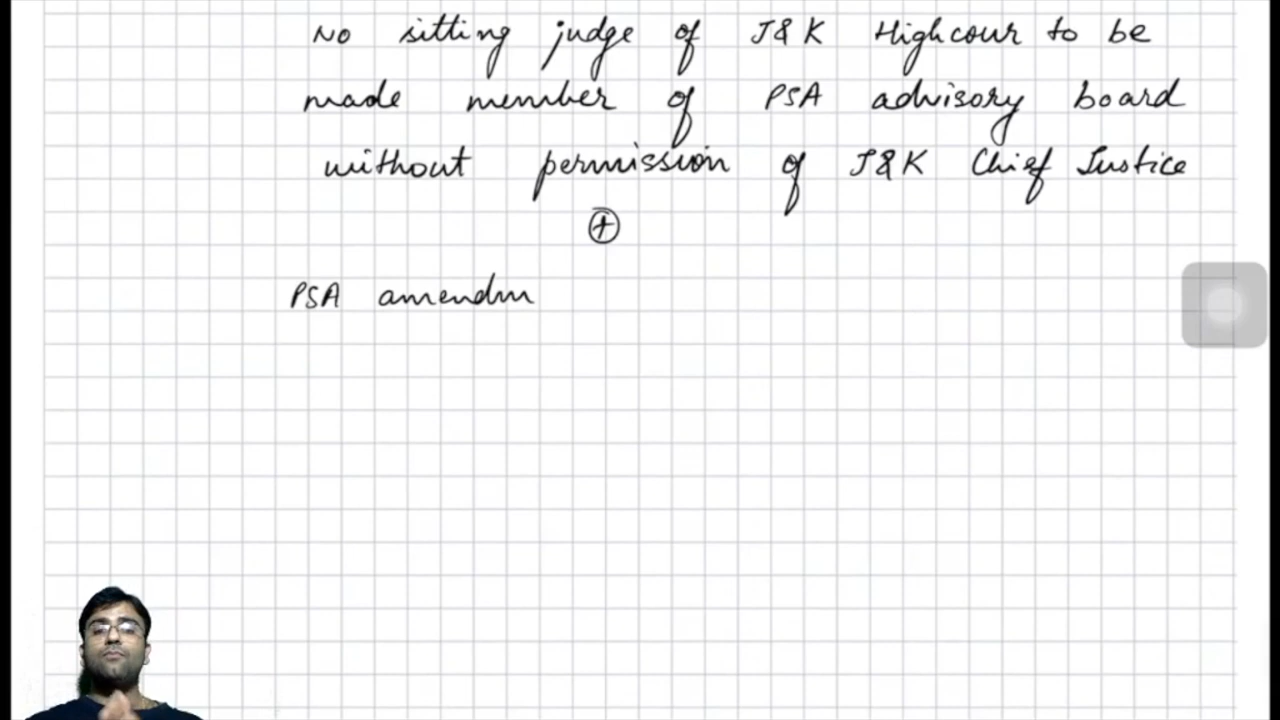 No sitting judge of J&K Highcour to be
made member of PSA advisory board
without permission of J&K Chief Justice
+
PSA amendm